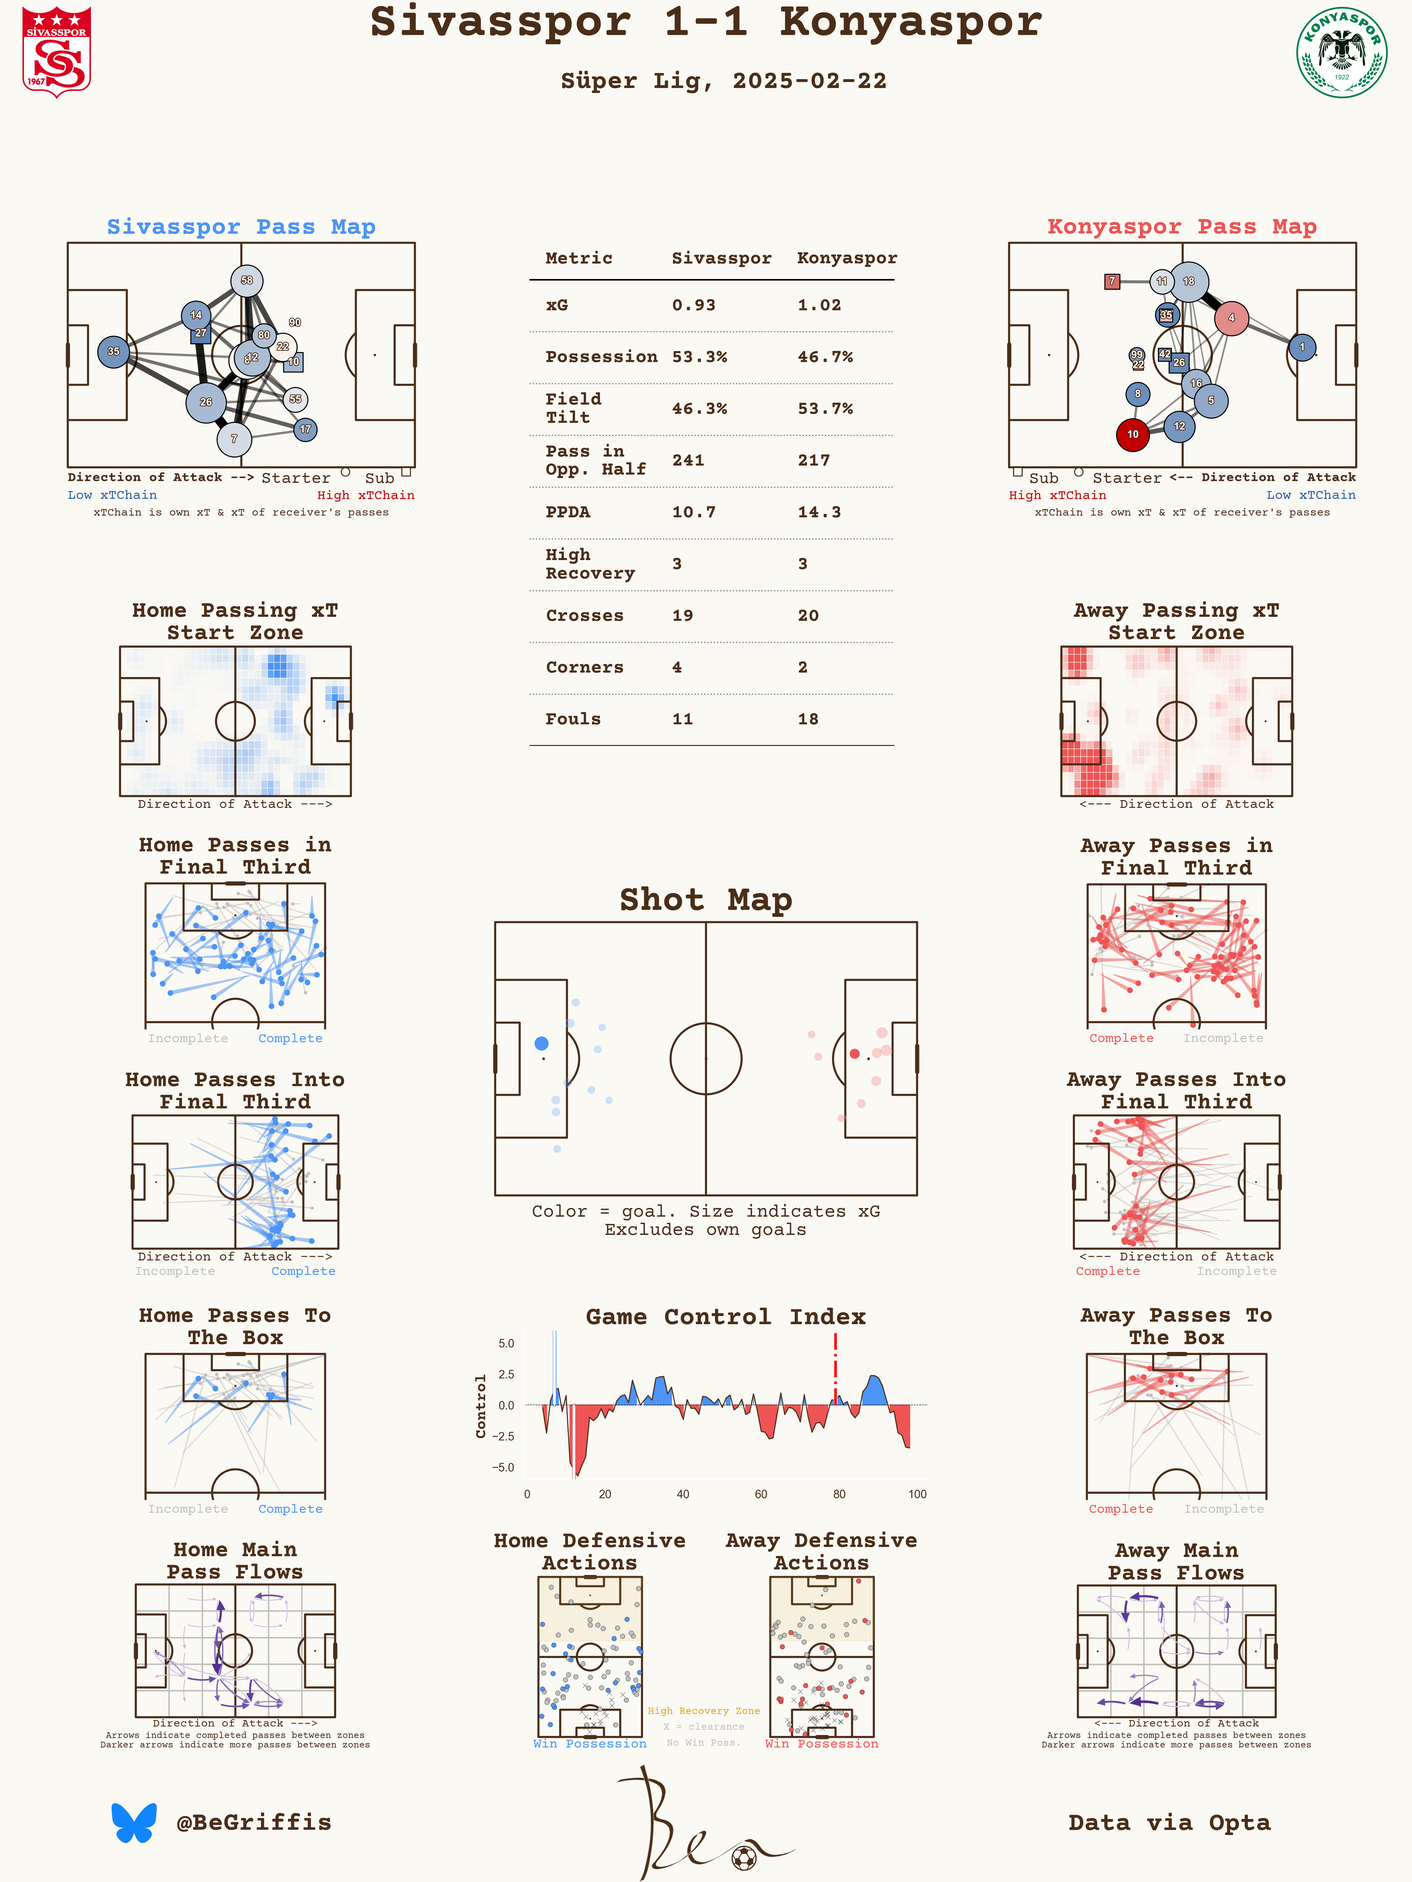 Sivasspor 1-1 Konyaspor
Süper Lig, 2025-02-22
SİVASSPOR
1967
KONYASPOR
1922
Sivasspor Pass Map
58
14
27
35
80
90
22
12
10
26
55
17
7
Direction of Attack --> Starter Sub
Low xTChain High xTChain
xTChain is own xT & xT of receiver's passes
Metric Sivasspor Konyaspor
xG 0.93 1.02
Possession 53.3% 46.7%
Field
Tilt 46.3% 53.7%
Pass in
Opp. Half 241 217
PPDA 10.7 14.3
High
Recovery 3 3
Crosses 19 20
Corners 4 2
Fouls 11 18
Konyaspor Pass Map
7
11
18
35
4
1
99
42
22
26
16
8
5
10
12
Sub Starter <-- Direction of Attack
High xTChain Low xTChain
xTChain is own xT & xT of receiver's passes
Home Passing xT
Start Zone
Direction of Attack --->
Away Passing xT
Start Zone
<--- Direction of Attack
Home Passes in
Final Third
Incomplete Complete
Shot Map
Color = goal. Size indicates xG
Excludes own goals
Away Passes in
Final Third
Complete Incomplete
Home Passes Into
Final Third
Direction of Attack --->
Incomplete Complete
Away Passes Into
Final Third
<--- Direction of Attack
Complete Incomplete
Home Passes To
The Box
Incomplete Complete
Game Control Index
Control
5.0
2.5
0.0
−2.5
−5.0
0 20 40 60 80 100
Away Passes To
The Box
Complete Incomplete
Home Main
Pass Flows
Direction of Attack --->
Arrows indicate completed passes between zones
Darker arrows indicate more passes between zones
Home Defensive
Actions
Win Possession
Away Defensive
Actions
Win Possession
High Recovery Zone
X = clearance
No Win Poss.
Away Main
Pass Flows
<--- Direction of Attack
Arrows indicate completed passes between zones
Darker arrows indicate more passes between zones
@BeGriffis
Ben
Data via Opta